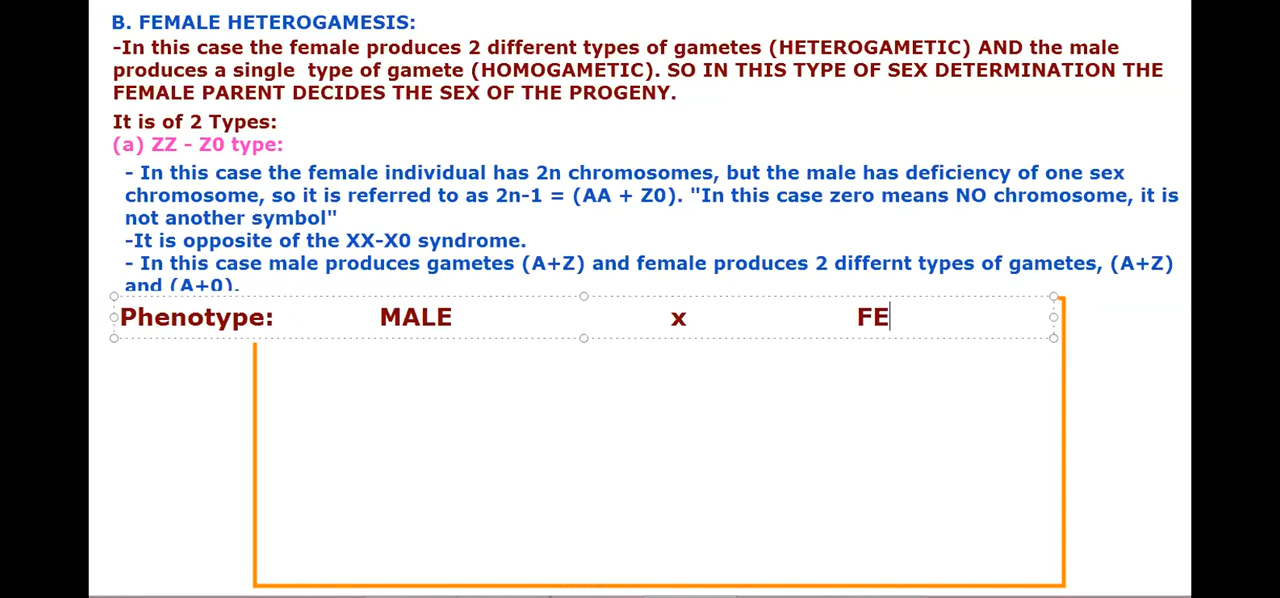 B. FEMALE HETEROGAMESIS:
-In this case the female produces 2 different types of gametes (HETEROGAMETIC) AND the male
produces a single type of gamete (HOMOGAMETIC). SO IN THIS TYPE OF SEX DETERMINATION THE
FEMALE PARENT DECIDES THE SEX OF THE PROGENY.
It is of 2 Types:
(a) ZZ - Z0 type:
- In this case the female individual has 2n chromosomes, but the male has deficiency of one sex
chromosome, so it is referred to as 2n-1 = (AA + Z0). "In this case zero means NO chromosome, it is
not another symbol"
-It is opposite of the XX-X0 syndrome.
- In this case male produces gametes (A+Z) and female produces 2 differnt types of gametes, (A+Z)
and (A+0).
Phenotype: MALE x FE